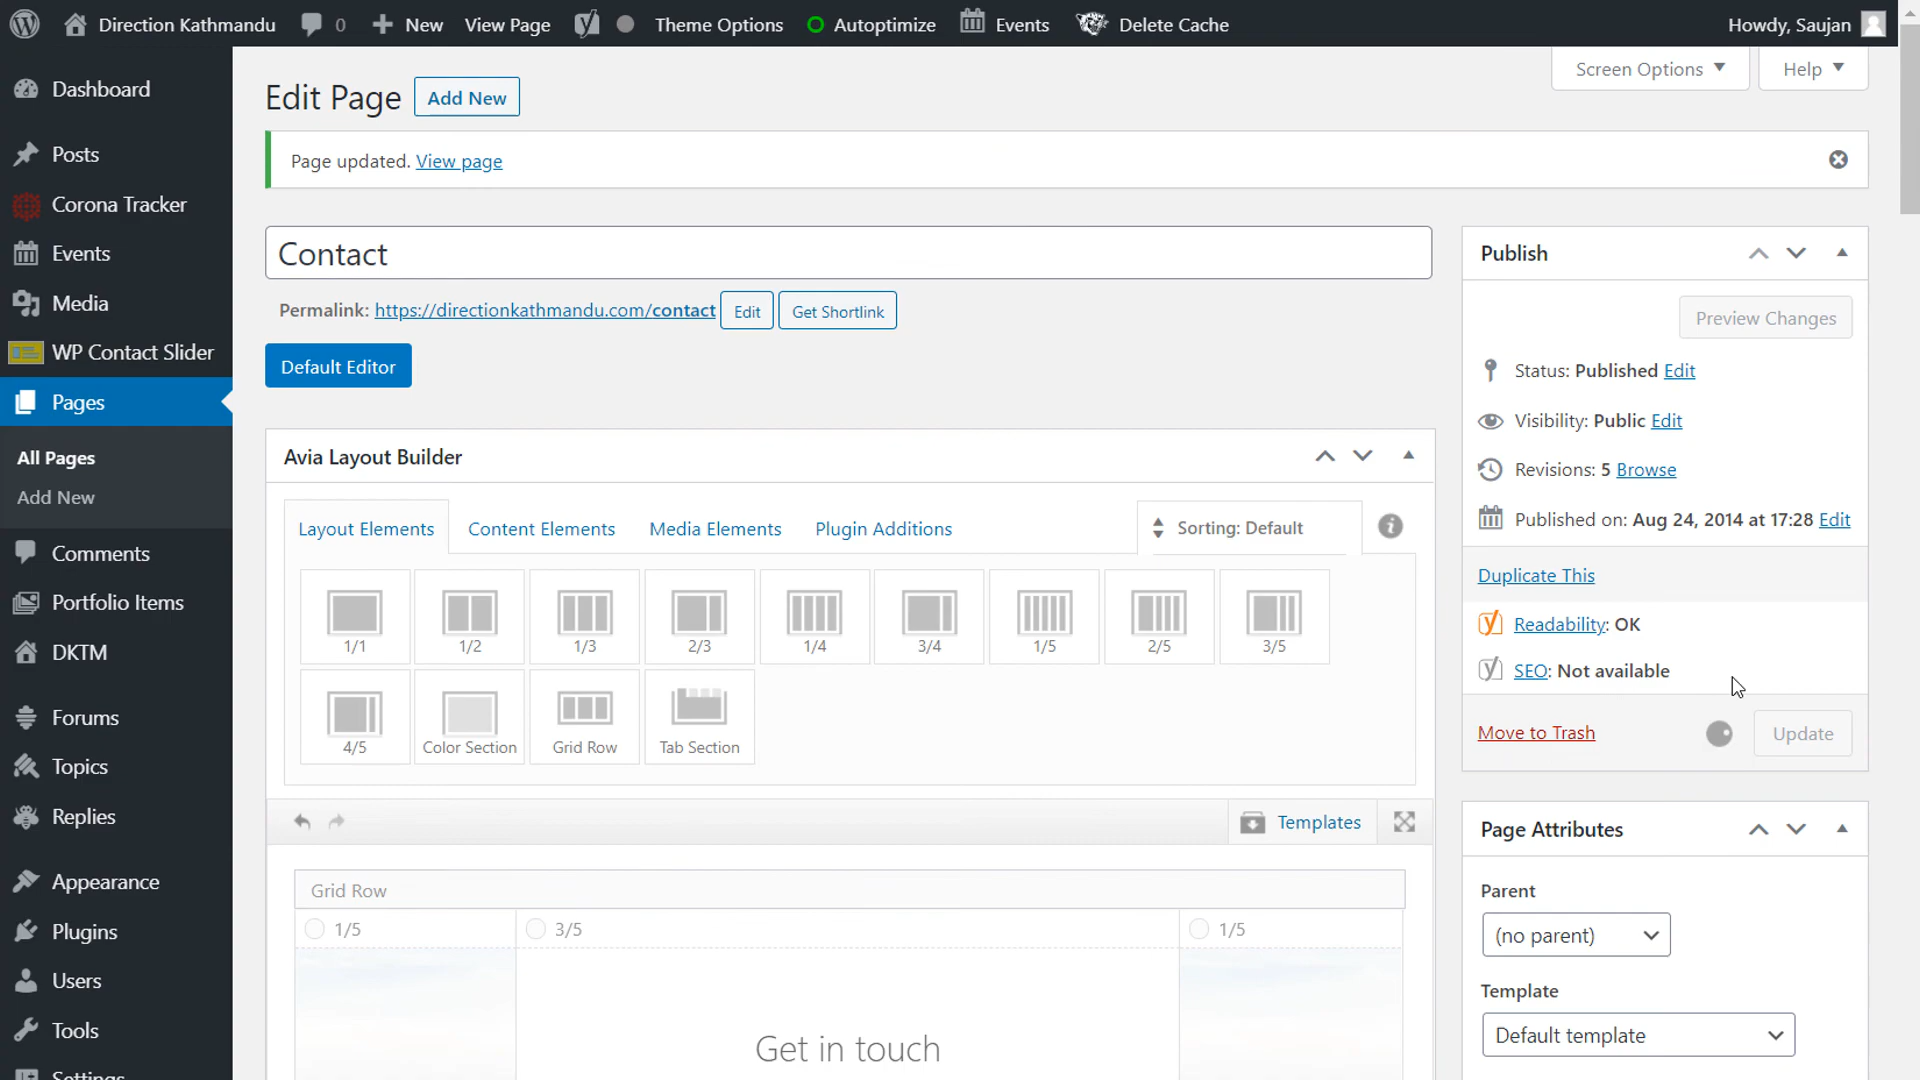 Direction Kathmandu 0 New View Page Theme Options Autoptimize Events Delete Cache Howdy, Saujan
Screen Options Help
Dashboard
Posts
Corona Tracker
Events
Media
WP Contact Slider
Pages
All Pages
Add New
Comments
Portfolio Items
DKTM
Forums
Topics
Replies
Appearance
Plugins
Users
Tools
Settings
Edit Page Add New
Page updated. View page
Contact
Permalink: https://directionkathmandu.com/contact Edit Get Shortlink
Default Editor
Avia Layout Builder
Layout Elements Content Elements Media Elements Plugin Additions Sorting: Default
1/1 1/2 1/3 2/3 1/4 3/4 1/5 2/5 3/5
4/5 Color Section Grid Row Tab Section
Templates
Grid Row
1/5 3/5 1/5
Get in touch
Publish
Preview Changes
Status: Published Edit
Visibility: Public Edit
Revisions: 5 Browse
Published on: Aug 24, 2014 at 17:28 Edit
Duplicate This
Readability: OK
SEO: Not available
Move to Trash Update
Page Attributes
Parent
(no parent)
Template
Default template